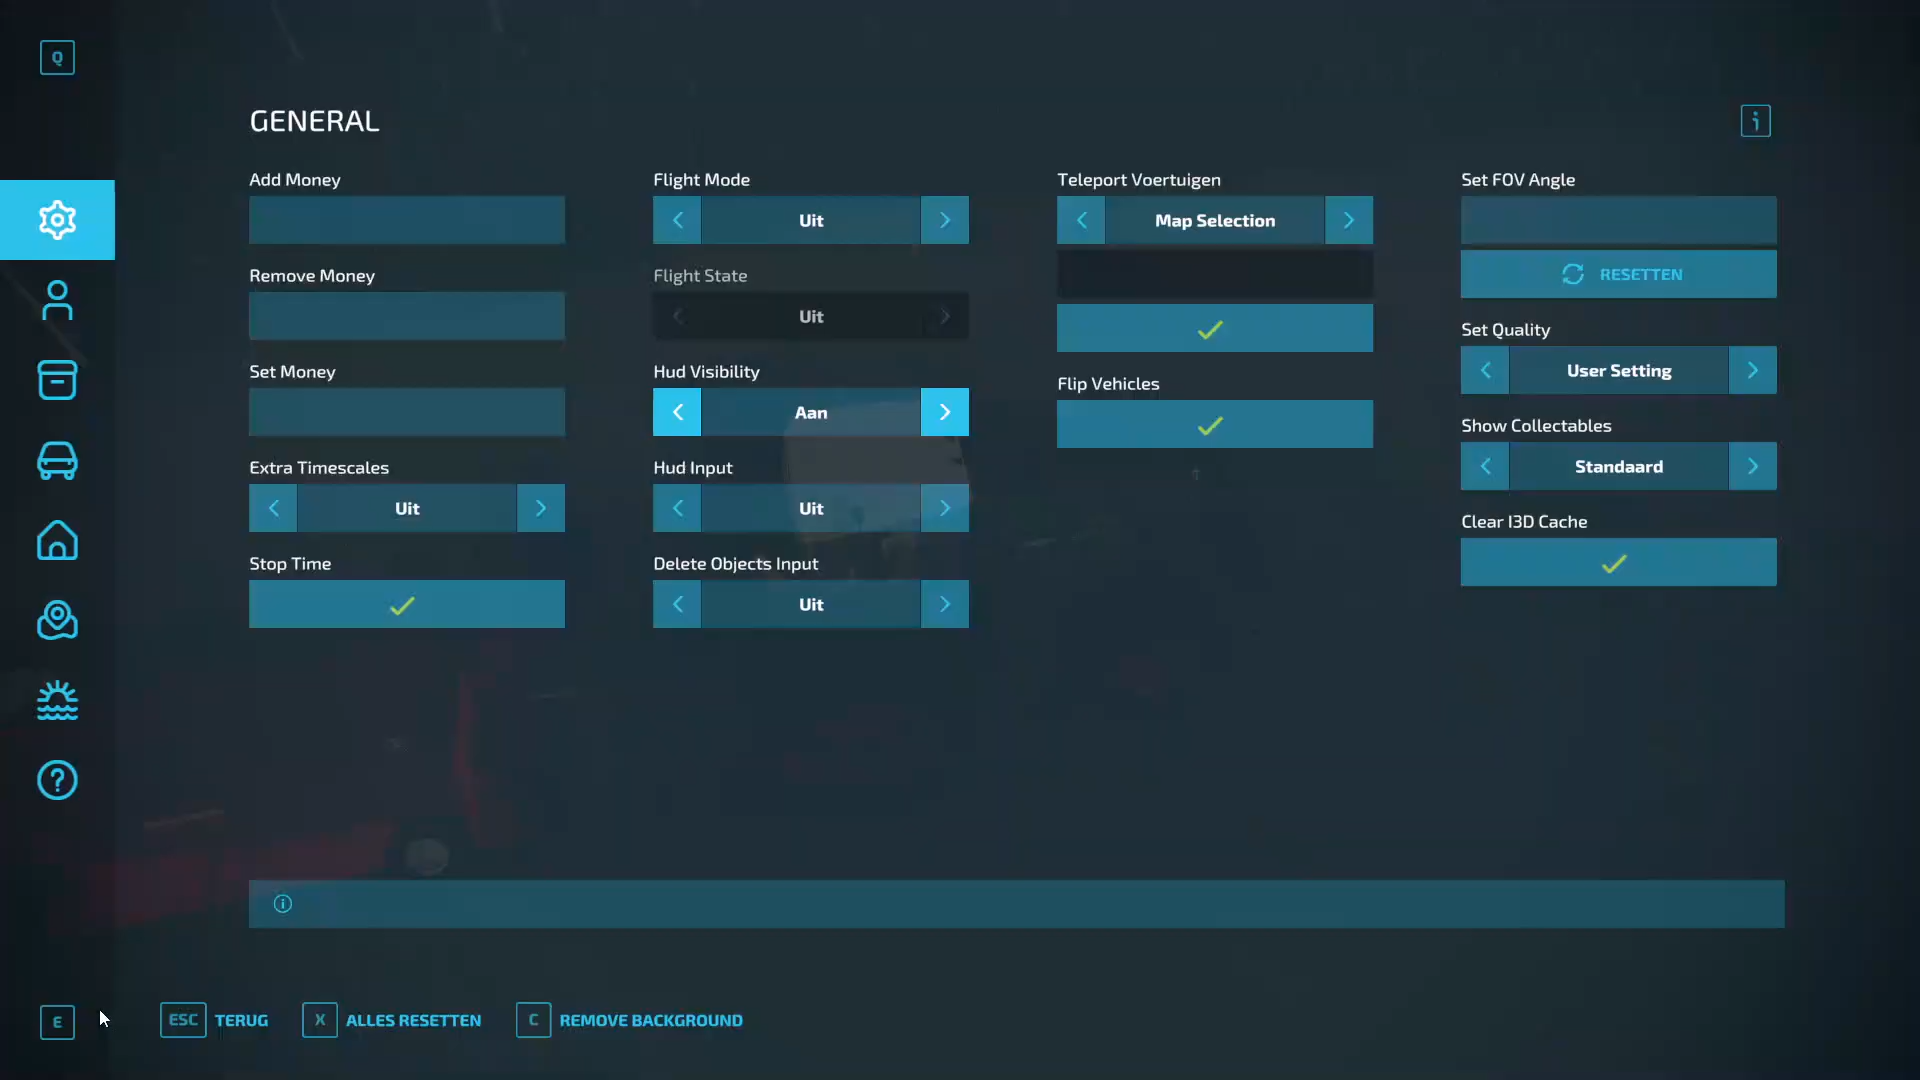 Q
GENERAL
Add Money
Remove Money
Set Money
Extra Timescales
Uit
Stop Time
Flight Mode
Uit
Flight State
Uit
Hud Visibility
Aan
Hud Input
Uit
Delete Objects Input
Uit
Teleport Voertuigen
Map Selection
Flip Vehicles
Set FOV Angle
RESETTEN
Set Quality
User Setting
Show Collectables
Standaard
Clear I3D Cache
E
ESC TERUG
X ALLES RESETTEN
C REMOVE BACKGROUND